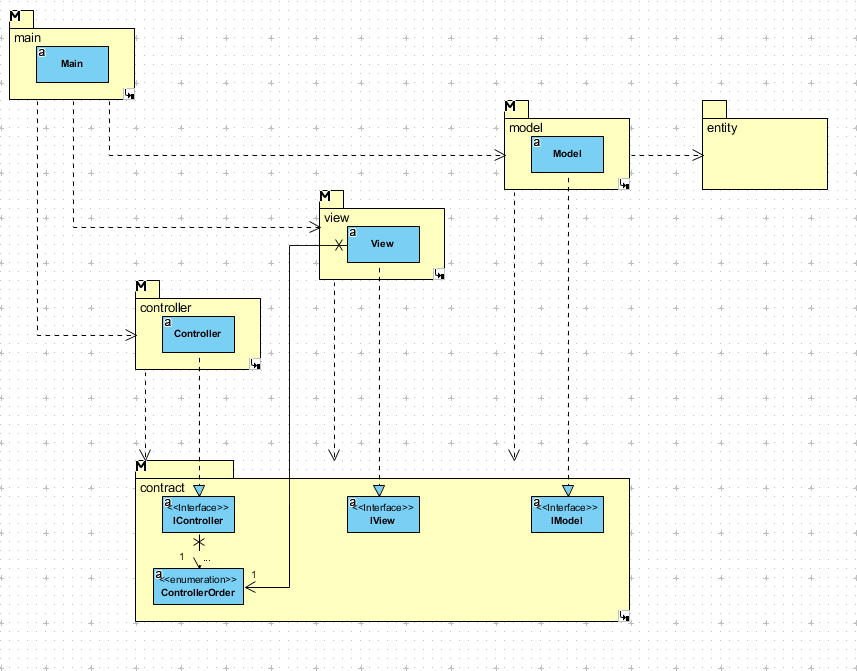 M
main
a
Main
M
model
a
Model
entity
M
view
a
View
M
controller
a
Controller
M
contract
a
<<Interface>>
IController
a
<<Interface>>
IView
a
<<Interface>>
IModel
1
...
a
<<enumeration>>
ControllerOrder
1